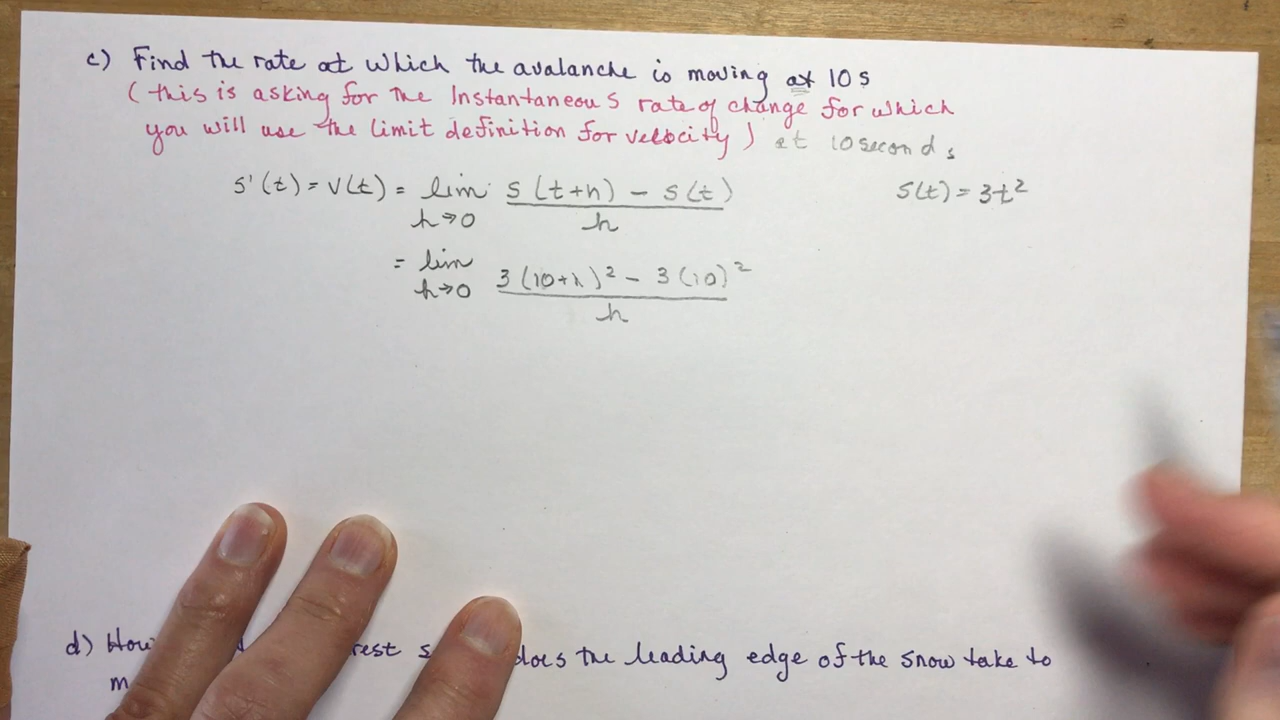 c) Find the rate at which the avalanche is moving at 10 s
(this is asking for the Instantaneous rate of change for which
you will use the limit definition for velocity) at 10 seconds
s'(t) = v(t) = lim h→0 s(t+h) - s(t) / h
s(t) = 3t²
= lim h→0 3(10+h)² - 3(10)² / h
d) How rest does the leading edge of the snow take to
m